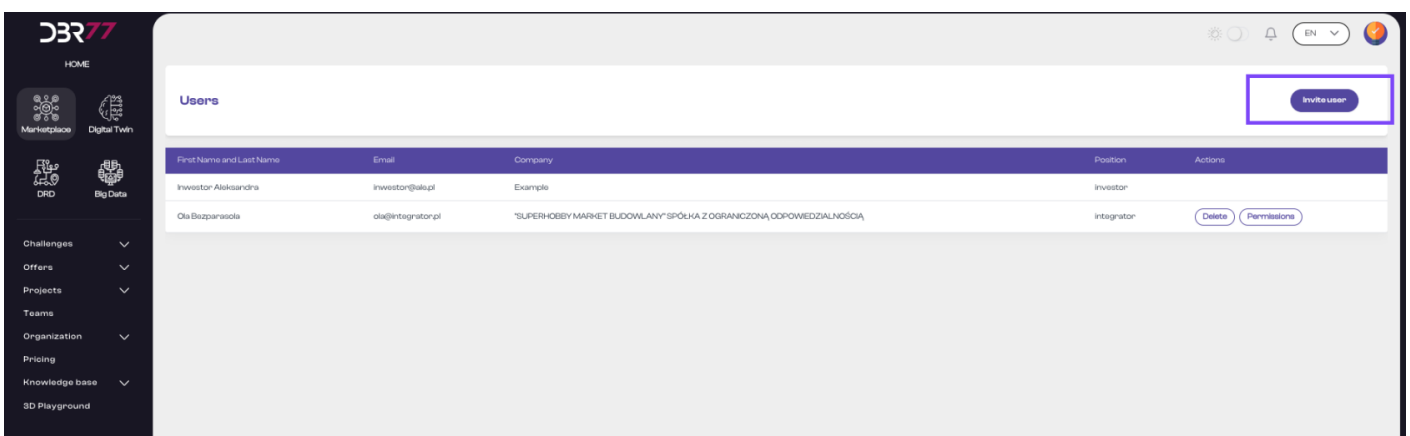 DBR77
HOME
EN
Marketplace
Digital Twin
DRD
Big Data
Challenges
Offers
Projects
Teams
Organization
Pricing
Knowledge base
3D Playground
Users
Invite user
First Name and Last Name Email Company Position Actions
Inwestor Aleksandra inwestor@ale.pl Example investor
Ola Bezparasola ola@integrator.pl "SUPERHOBBY MARKET BUDOWLANY" SPÓŁKA Z OGRANICZONĄ ODPOWIEDZIALNOŚCIĄ integrator Delete Permissions